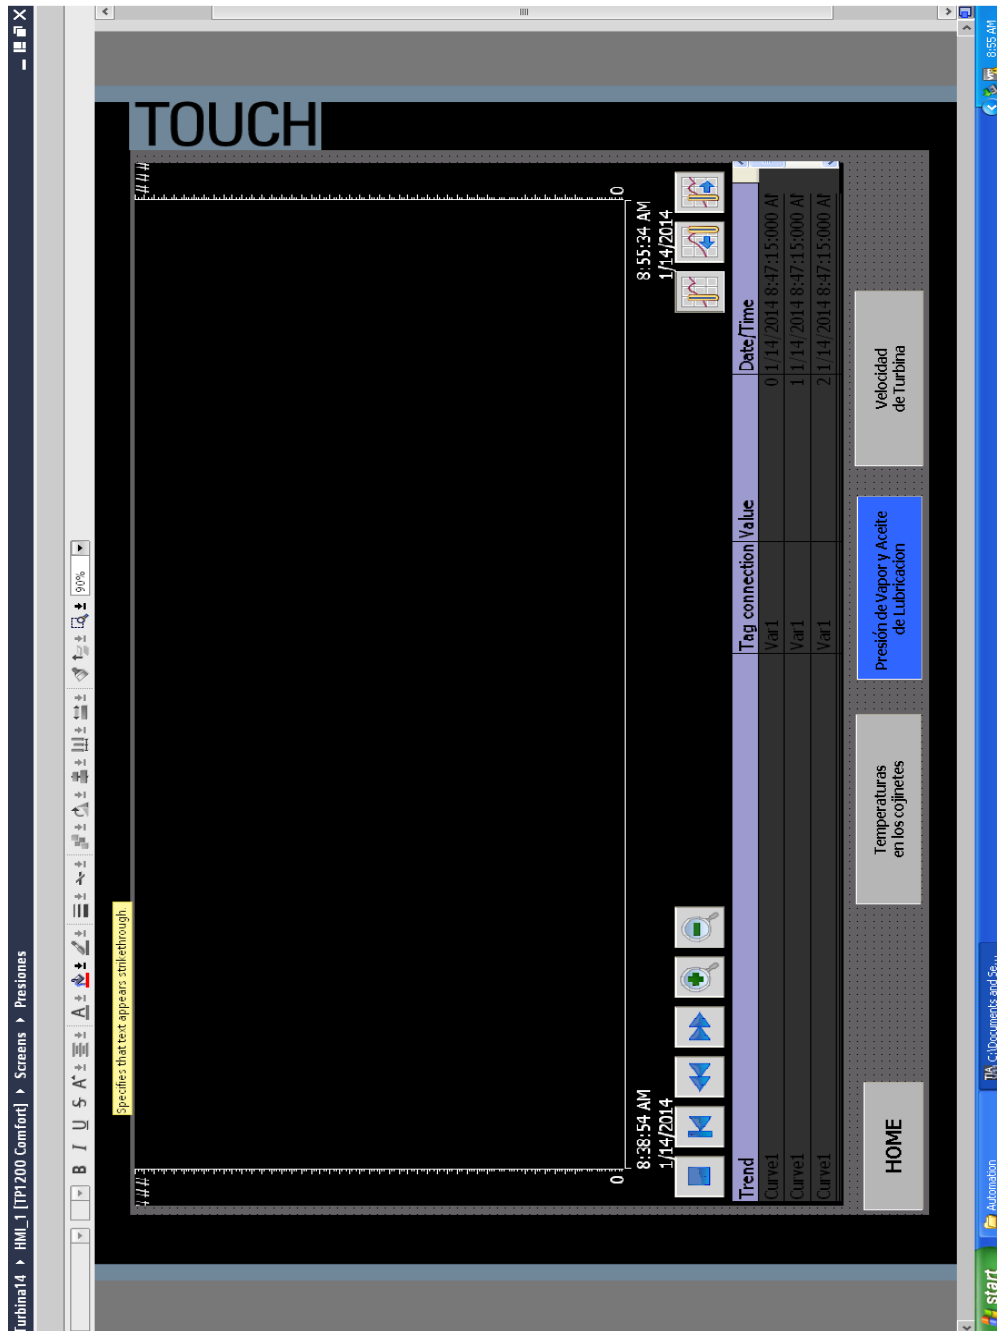 Turbina14 ▸ HMI_1 [TP1200 Comfort] ▸ Screens ▸ Presiones
B I U S A A
90%
Specifies that text appears strikethrough.
TOUCH
### ###
0 0
8:38:54 AM 8:55:34 AM
1/14/2014 1/14/2014
Trend Tag connection Value Date/Time
Curve1 Var1 0 1/14/2014 8:47:15:000 AM
Curve1 Var1 1 1/14/2014 8:47:15:000 AM
Curve1 Var1 2 1/14/2014 8:47:15:000 AM
HOME
Temperaturas
en los cojinetes
Presión de Vapor y Aceite
de Lubricacion
Velocidad
de Turbina
start Automation TIA C:\Documents and Se... 8:55 AM